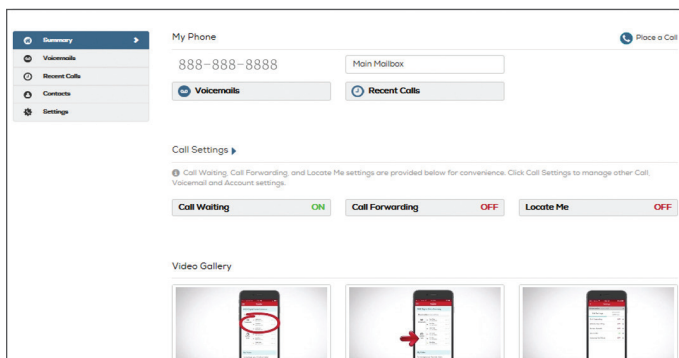 Summary
Voicemails
Recent Calls
Contacts
Settings
My Phone
Place a Call
888-888-8888
Main Mailbox
Voicemails
Recent Calls
Call Settings
Call Waiting, Call Forwarding, and Locate Me settings are provided below for convenience. Click Call Settings to manage other Call,
Voicemail and Account settings.
Call Waiting ON
Call Forwarding OFF
Locate Me OFF
Video Gallery